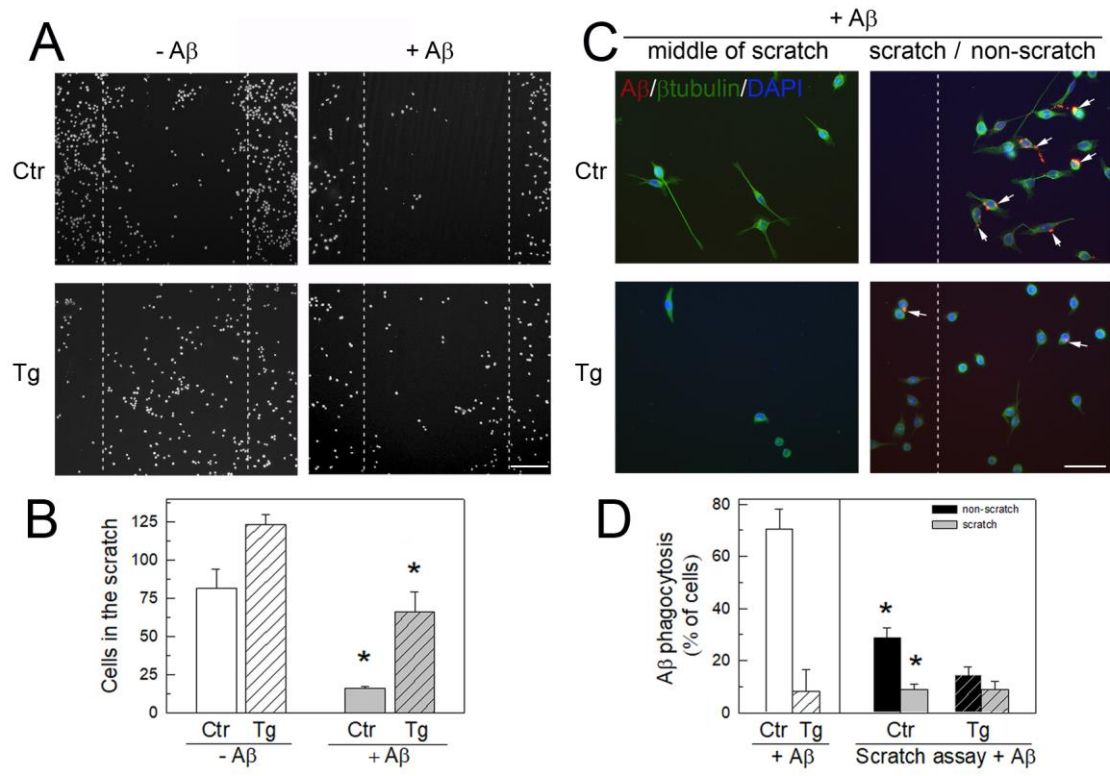 A
- Aβ
+ Aβ
Ctr
Tg
B
Cells in the scratch
125
100
75
50
25
0
Ctr
Tg
Ctr
Tg
- Aβ
+ Aβ
*
*
C
+ Aβ
middle of scratch
scratch / non-scratch
Aβ/βtubulin/DAPI
Ctr
Tg
D
Aβ phagocytosis
(% of cells)
80
60
40
20
0
non-scratch
scratch
*
*
Ctr Tg
Ctr
Tg
+ Aβ
Scratch assay + Aβ